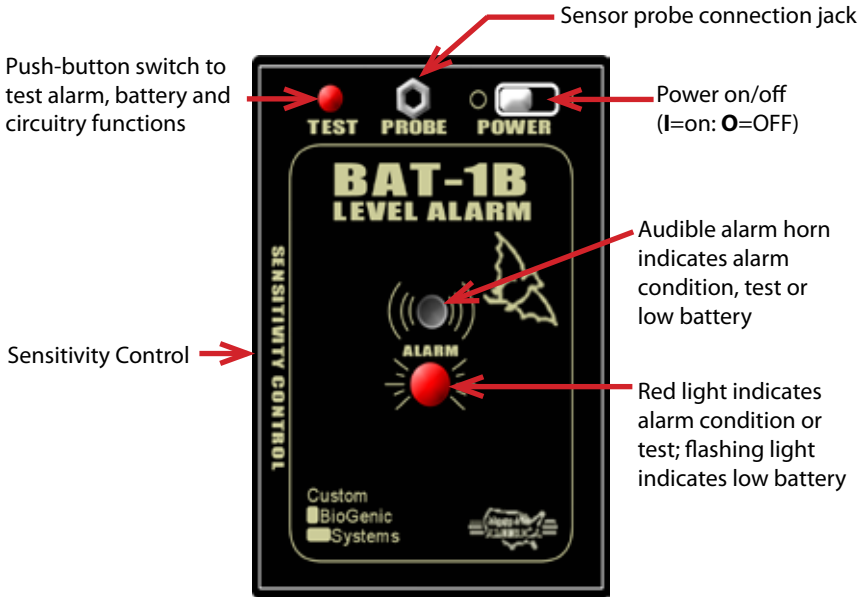 Sensor probe connection jack
Push-button switch to
test alarm, battery and
circuitry functions
Power on/off
(I=on: O=OFF)
TEST
PROBE
POWER
BAT-1B
LEVEL ALARM
SENSITIVITY CONTROL
Audible alarm horn
indicates alarm
condition, test or
low battery
Sensitivity Control
ALARM
Red light indicates
alarm condition or
test; flashing light
indicates low battery
Custom
BioGenic
Systems